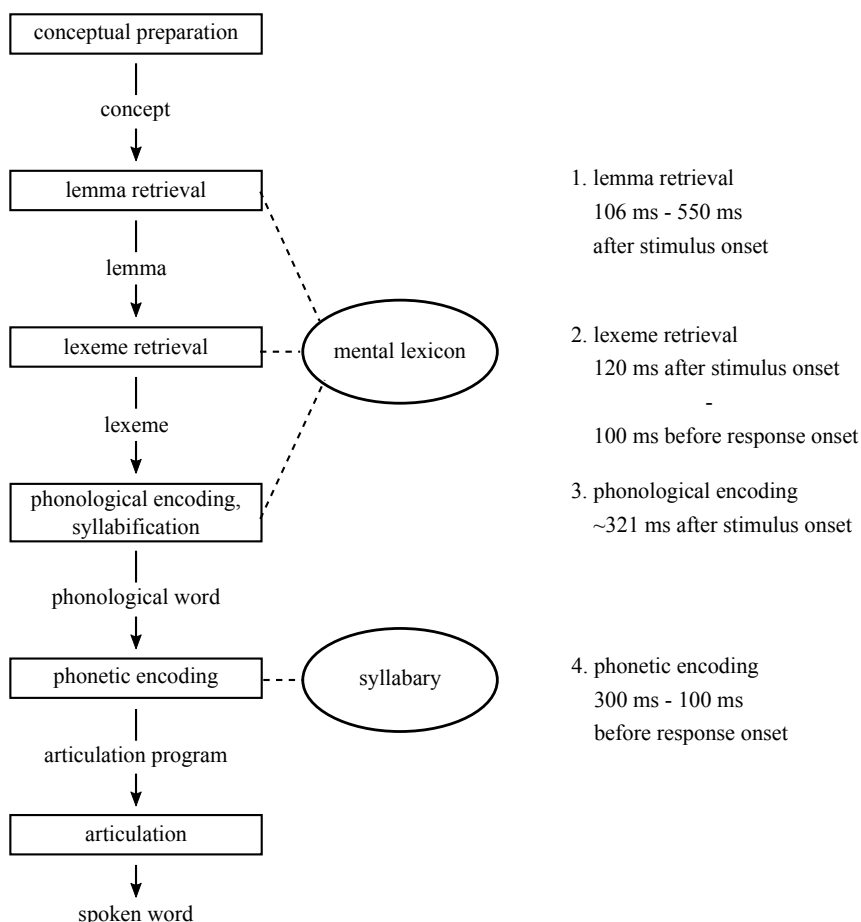 conceptual preparation
concept
lemma retrieval
lemma
lexeme retrieval
lexeme
phonological encoding,
syllabification
phonological word
phonetic encoding
articulation program
articulation
spoken word
mental lexicon
syllabary
1. lemma retrieval
106 ms - 550 ms
after stimulus onset
2. lexeme retrieval
120 ms after stimulus onset
-
100 ms before response onset
3. phonological encoding
~321 ms after stimulus onset
4. phonetic encoding
300 ms - 100 ms
before response onset